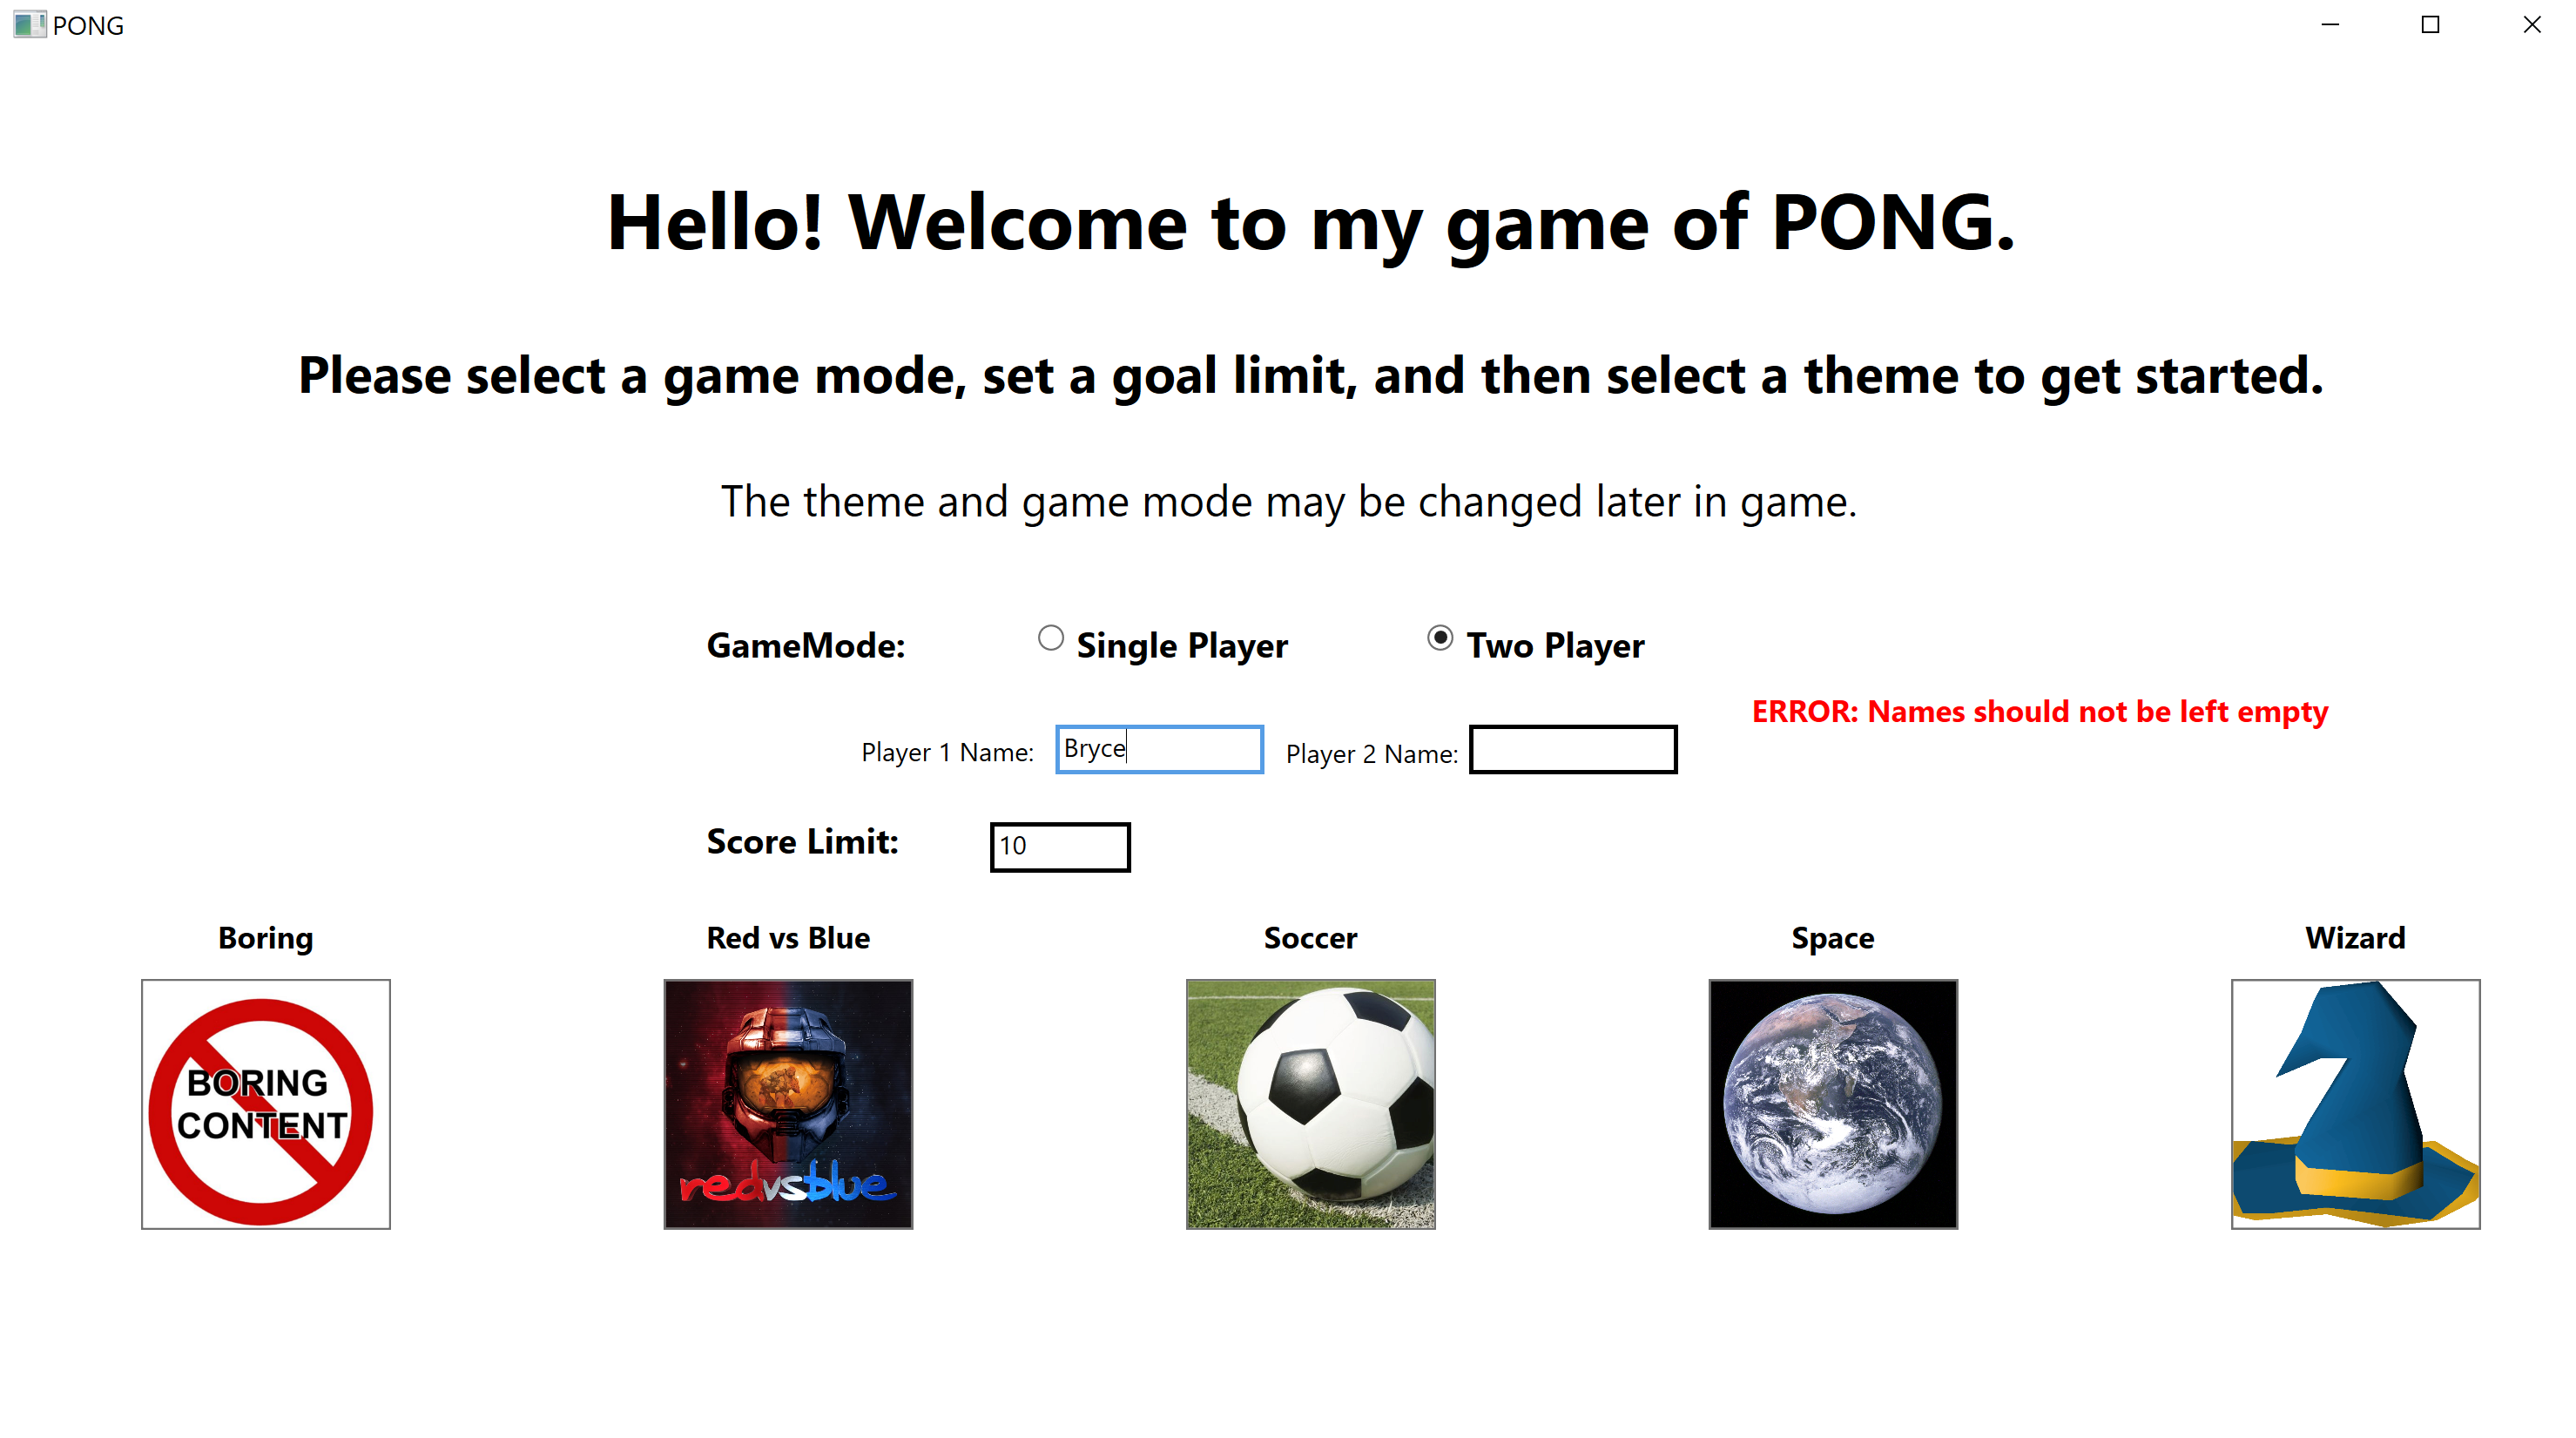 PONG
Hello! Welcome to my game of PONG.
Please select a game mode, set a goal limit, and then select a theme to get started.
The theme and game mode may be changed later in game.
GameMode: Single Player Two Player
ERROR: Names should not be left empty
Player 1 Name: Bryce Player 2 Name:
Score Limit: 10
Boring Red vs Blue Soccer Space Wizard
BORING
CONTENT
redvsblue